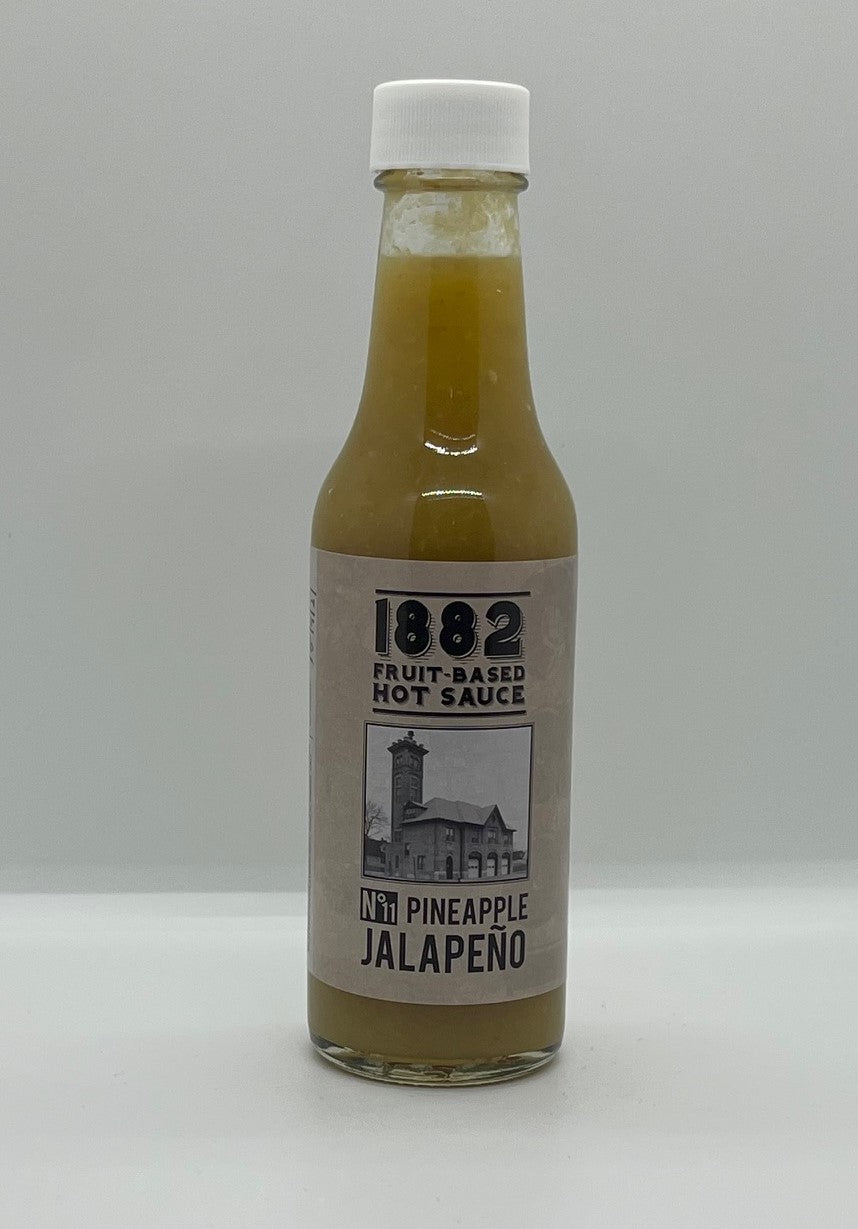 1882
FRUIT-BASED
HOT SAUCE
Nº11 PINEAPPLE
JALAPEÑO